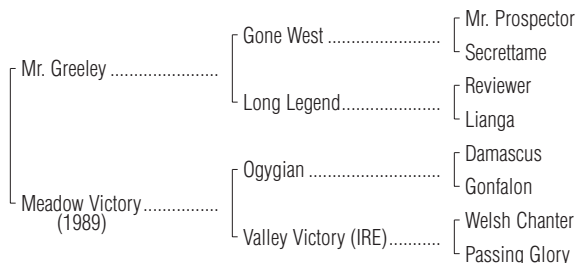 Mr. Prospector
Gone West ........................
Secrettame
Mr. Greeley .......................
Reviewer
Long Legend.....................
Lianga
Damascus
Ogygian ............................
Gonfalon
Meadow Victory ................
(1989)
Welsh Chanter
Valley Victory (IRE)...........
Passing Glory